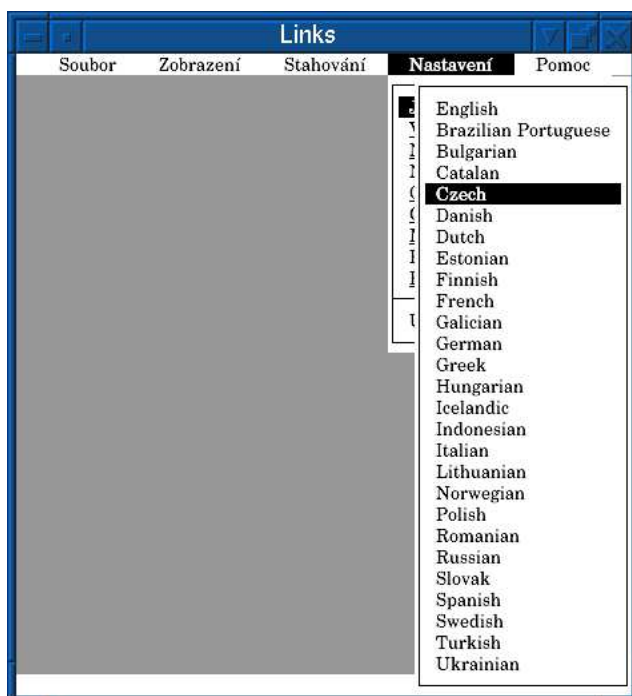 Links
Soubor Zobrazení Stahování Nastavení Pomoc
English
Brazilian Portuguese
Bulgarian
Catalan
Czech
Danish
Dutch
Estonian
Finnish
French
Galician
German
Greek
Hungarian
Icelandic
Indonesian
Italian
Lithuanian
Norwegian
Polish
Romanian
Russian
Slovak
Spanish
Swedish
Turkish
Ukrainian